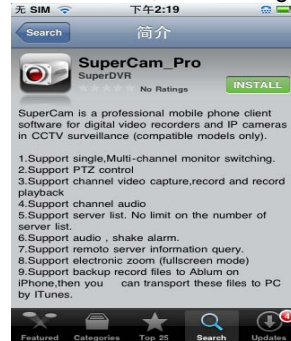 无 SIM 下午2:19
Search 简介
SuperCam_Pro
SuperDVR
No Ratings
INSTALL
SuperCam is a professional mobile phone client
software for digital video recorders and IP cameras
in CCTV surveillance (compatible models only).
1.Support single,Multi-channel monitor switching.
2.Support PTZ control
3.Support channel video capture,record and record
playback
4.Support channel audio
5.Support server list. No limit on the number of
server list.
6.Support audio , shake alarm.
7.Support remoto server information query.
8.Support electronic zoom (fullscreen mode)
9.Support backup record files to Ablum on
iPhone,then you can transport these files to PC
by ITunes.
4
Featured Categories Top 25 Search Updates